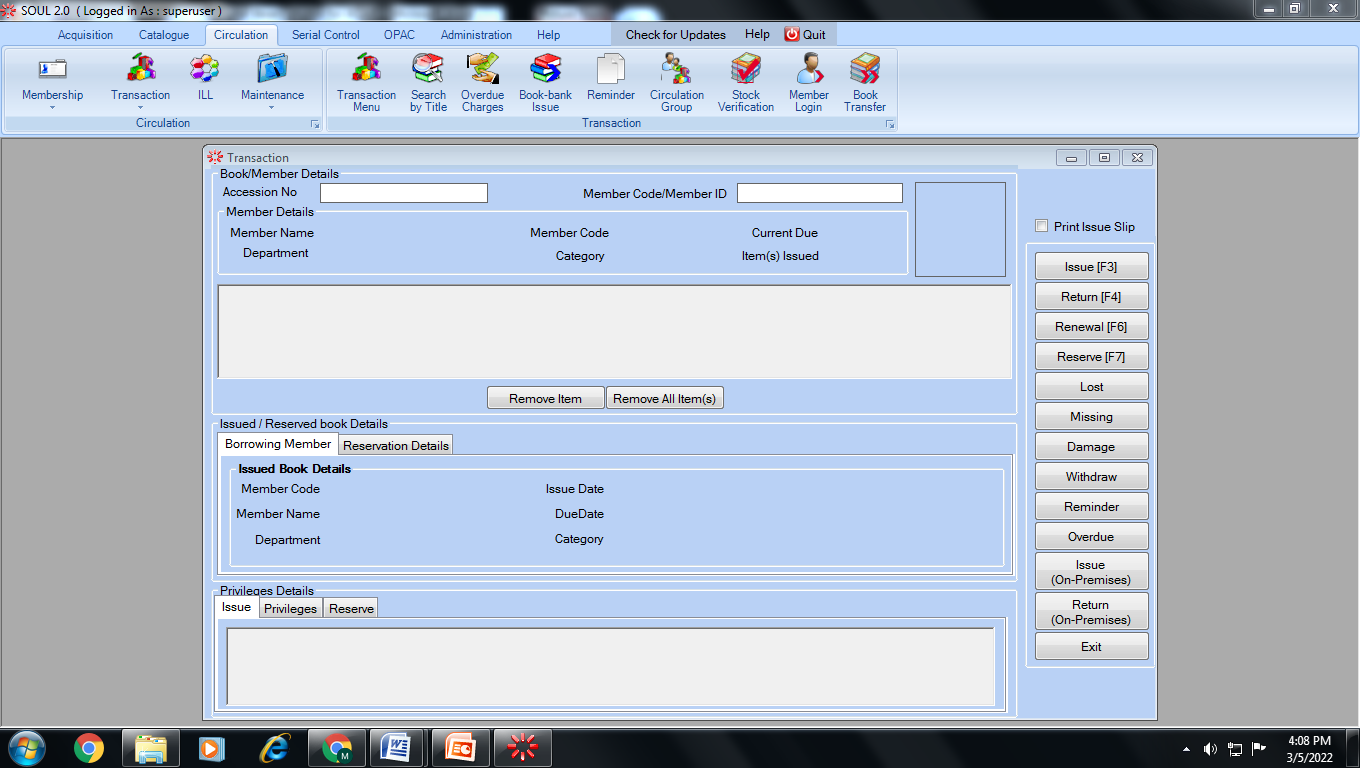 SOUL 2.0 ( Logged in As : superuser )
Acquisition Catalogue Circulation Serial Control OPAC Administration Help Check for Updates Help Quit
Membership Transaction ILL Maintenance
Circulation
Transaction Menu Search by Title Overdue Charges Book-bank Issue Reminder Circulation Group Stock Verification Member Login Book Transfer
Transaction
Transaction
Book/Member Details
Accession No Member Code/Member ID
Member Details
Member Name Member Code Current Due
Department Category Item(s) Issued
Remove Item Remove All Item(s)
Issued / Reserved book Details
Borrowing Member Reservation Details
Issued Book Details
Member Code Issue Date
Member Name DueDate
Department Category
Privileges Details
Issue Privileges Reserve
Print Issue Slip
Issue [F3]
Return [F4]
Renewal [F6]
Reserve [F7]
Lost
Missing
Damage
Withdraw
Reminder
Overdue
Issue
(On-Premises)
Return
(On-Premises)
Exit
M
4:08 PM
3/5/2022